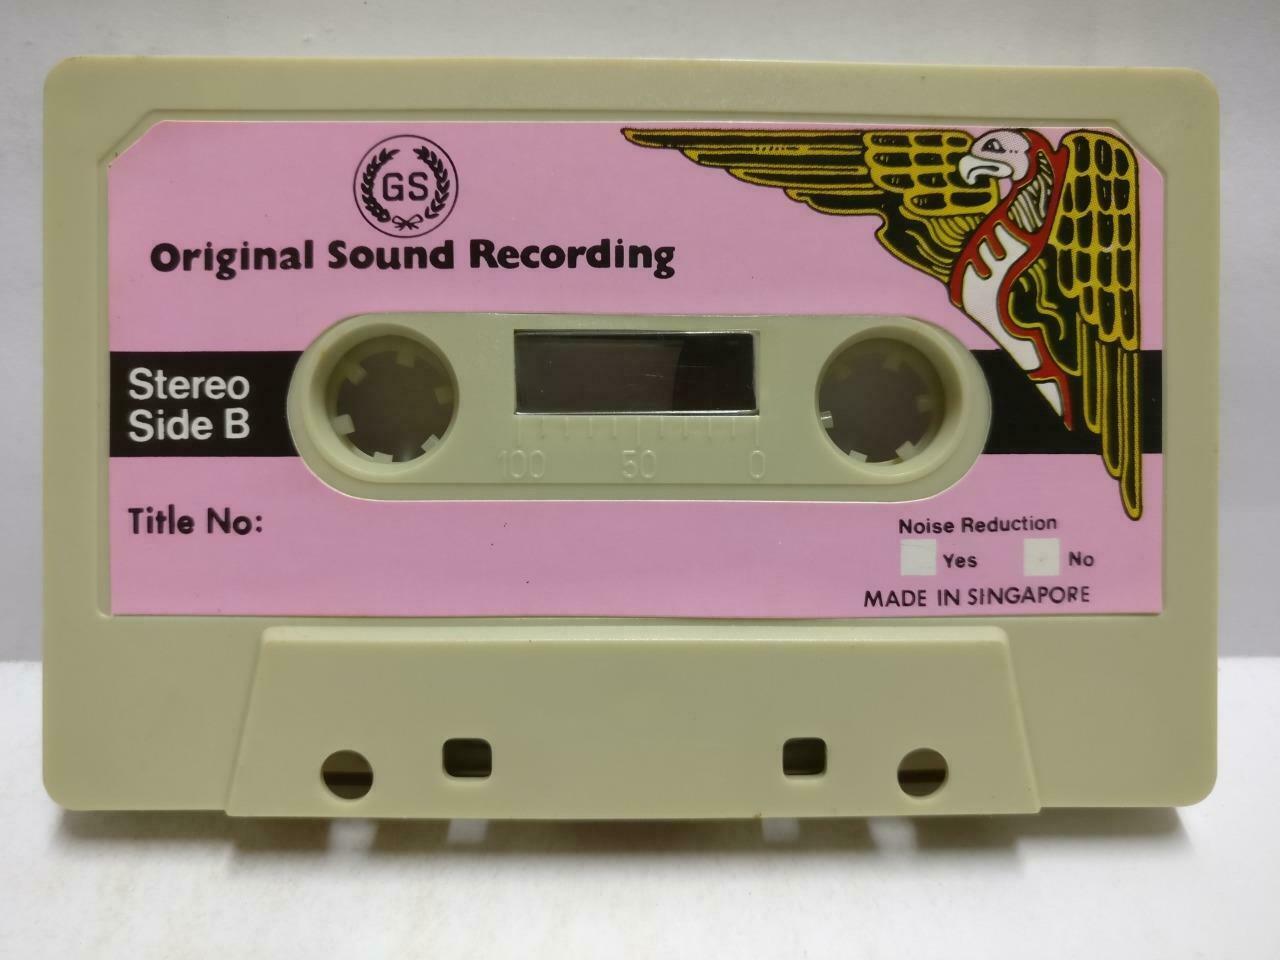 GS
Original Sound Recording
Stereo
Side B
100 50 0
Title No:
Noise Reduction
Yes No
MADE IN SINGAPORE